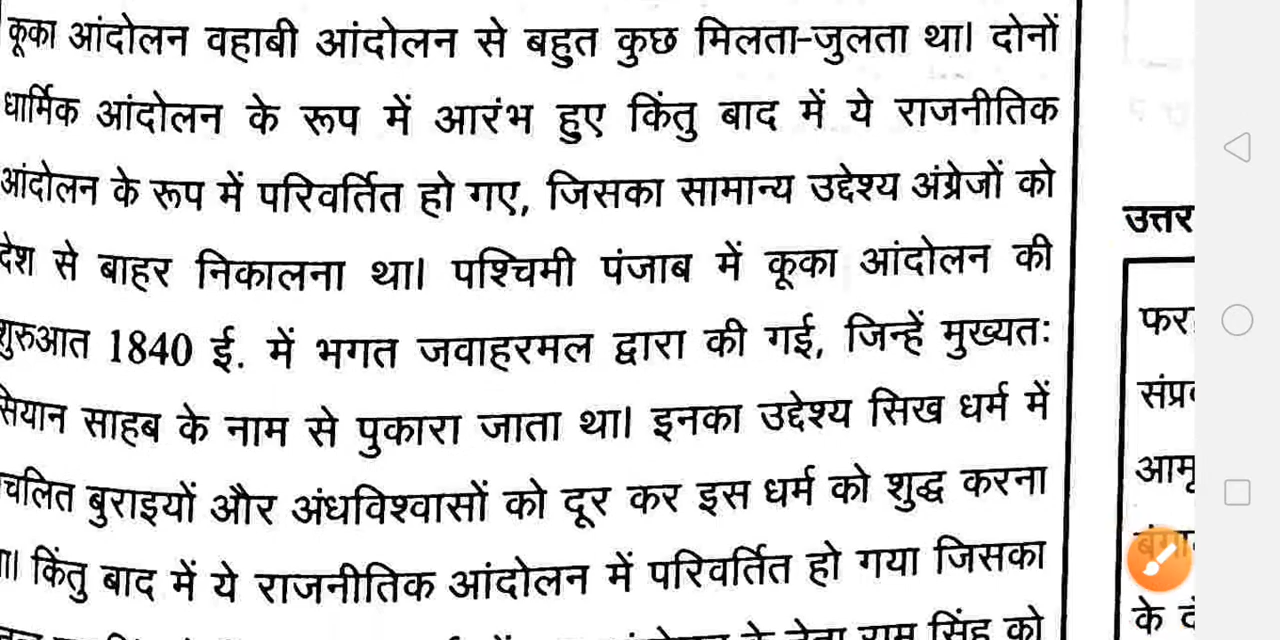 कूका आंदोलन वहाबी आंदोलन से बहुत कुछ मिलता-जुलता था। दोनों
धार्मिक आंदोलन के रूप में आरंभ हुए किंतु बाद में ये राजनीतिक
आंदोलन के रूप में परिवर्तित हो गए, जिसका सामान्य उद्देश्य अंग्रेजों को
देश से बाहर निकालना था। पश्चिमी पंजाब में कूका आंदोलन की
शुरुआत 1840 ई. में भगत जवाहरमल द्वारा की गई, जिन्हें मुख्यतः
सियान साहब के नाम से पुकारा जाता था। इनका उद्देश्य सिख धर्म में
चलित बुराइयों और अंधविश्वासों को दूर कर इस धर्म को शुद्ध करना
किंतु बाद में ये राजनीतिक आंदोलन में परिवर्तित हो गया जिसका
के नेता राम सिंह को
उत्तर
फर
संप्र
आमू
के